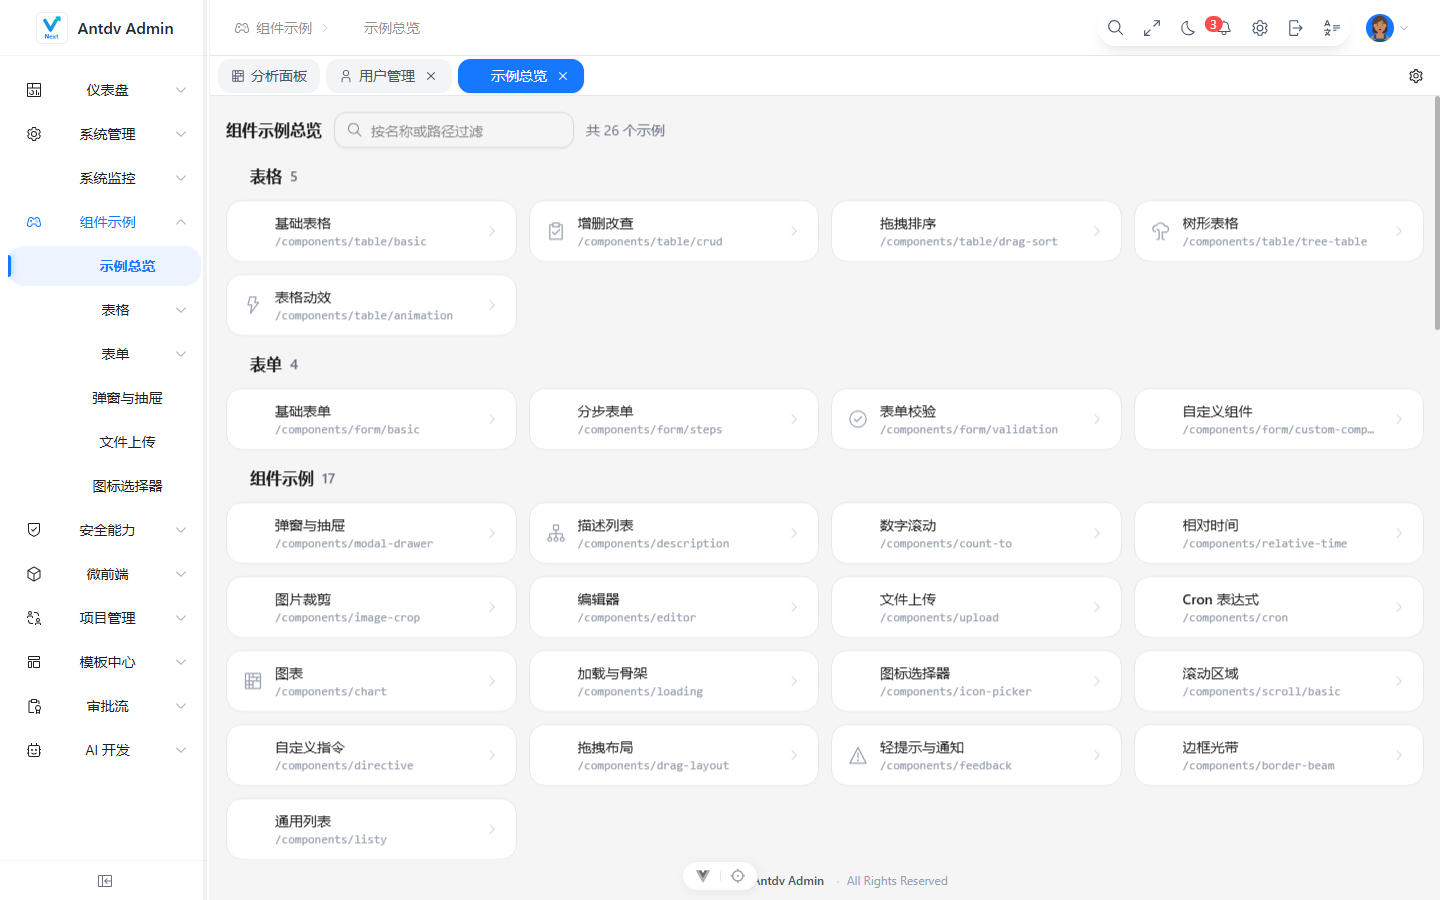 Next
Antdv Admin
组件示例
示例总览
3
仪表盘
系统管理
系统监控
组件示例
示例总览
表格
表单
弹窗与抽屉
文件上传
图标选择器
安全能力
微前端
项目管理
模板中心
审批流
AI 开发
分析面板
用户管理
示例总览
组件示例总览
按名称或路径过滤
共 26 个示例
表格 5
基础表格
/components/table/basic
增删改查
/components/table/crud
拖拽排序
/components/table/drag-sort
树形表格
/components/table/tree-table
表格动效
/components/table/animation
表单 4
基础表单
/components/form/basic
分步表单
/components/form/steps
表单校验
/components/form/validation
自定义组件
/components/form/custom-comp…
组件示例 17
弹窗与抽屉
/components/modal-drawer
描述列表
/components/description
数字滚动
/components/count-to
相对时间
/components/relative-time
图片裁剪
/components/image-crop
编辑器
/components/editor
文件上传
/components/upload
Cron 表达式
/components/cron
图表
/components/chart
加载与骨架
/components/loading
图标选择器
/components/icon-picker
滚动区域
/components/scroll/basic
自定义指令
/components/directive
拖拽布局
/components/drag-layout
轻提示与通知
/components/feedback
边框光带
/components/border-beam
通用列表
/components/listy
Antdv Admin · All Rights Reserved